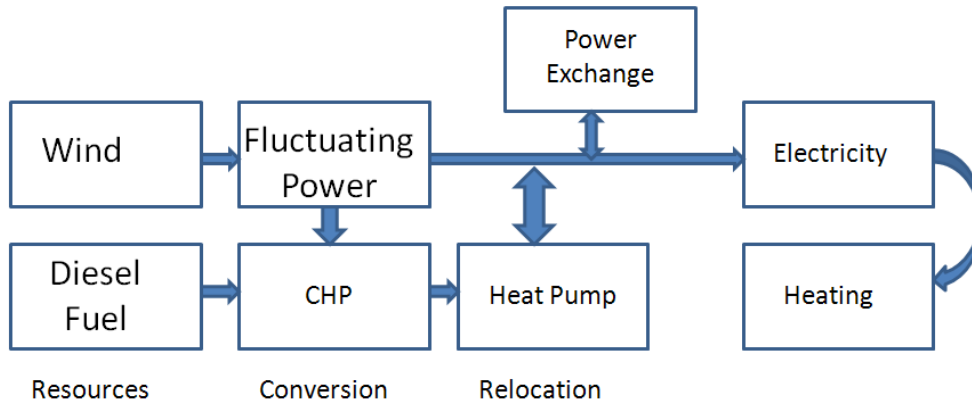 Power
Exchange
Wind
Fluctuating
Power
Electricity
Diesel
Fuel
CHP
Heat Pump
Heating
Resources
Conversion
Relocation